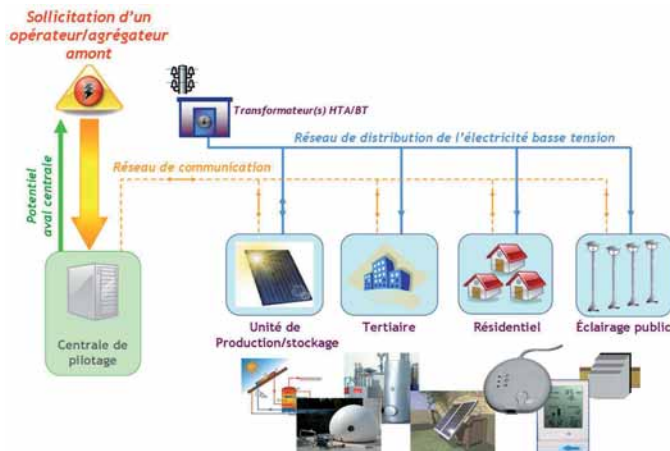 Sollicitation d'un
opérateur/agrégateur
amont
Transformateur(s) HTA/BT
Réseau de distribution de l'électricité basse tension
Réseau de communication
Potentiel
aval centrale
Centrale de
pilotage
Unité de
Production/stockage
Tertiaire
Résidentiel
Éclairage public